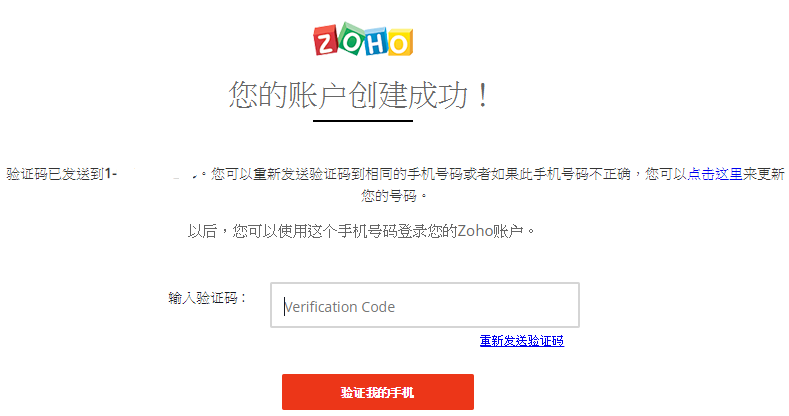 ZOHO
您的账户创建成功！
验证码已发送到1-。您可以重新发送验证码到相同的手机号码或者如果此手机号码不正确，您可以点击这里来更新
您的号码。
以后，您可以使用这个手机号码登录您的Zoho账户。
输入验证码：
Verification Code
重新发送验证码
验证我的手机